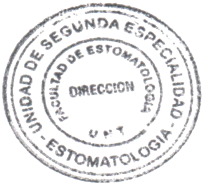 UNIDAD DE SEGUNDA ESPECIALIDAD
- ESTOMATOLOGIA -
FACULTAD DE ESTOMATOLOGIA
DIRECCION
U N T